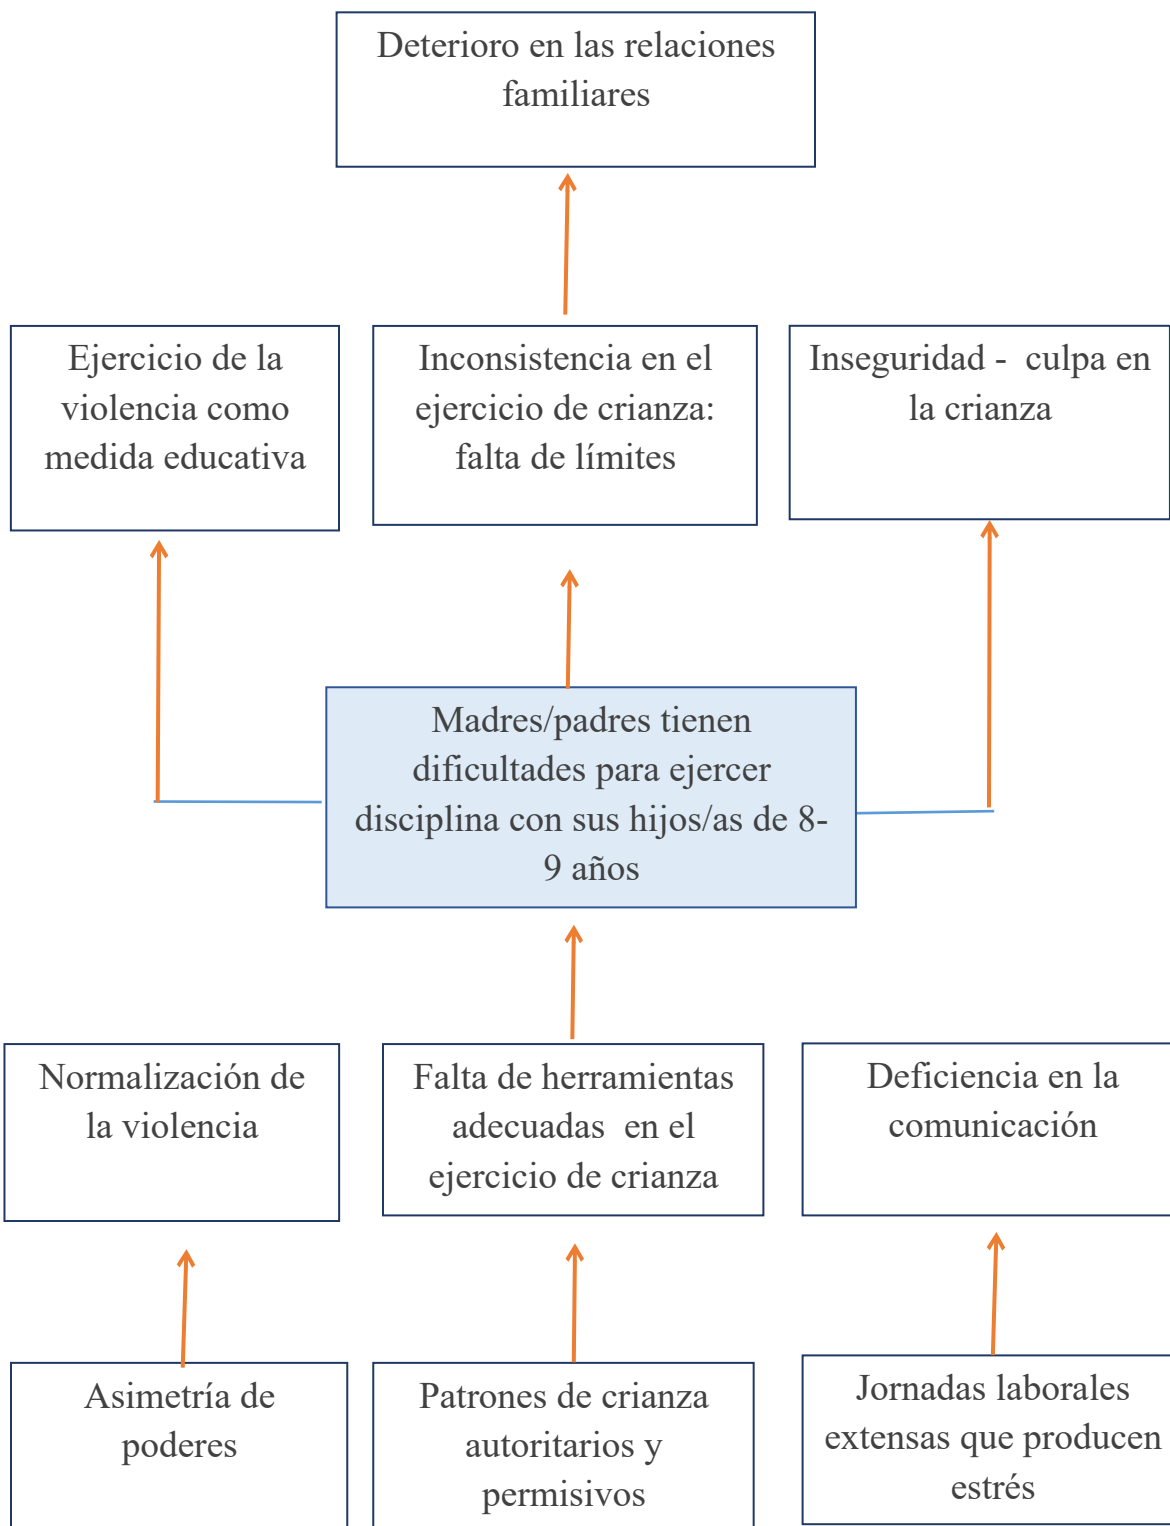 Deterioro en las relaciones
familiares
Ejercicio de la
violencia como
medida educativa
Inconsistencia en el
ejercicio de crianza:
falta de límites
Inseguridad -  culpa en
la crianza
Madres/padres tienen
dificultades para ejercer
disciplina con sus hijos/as de 8-
9 años
Normalización de
la violencia
Falta de herramientas
adecuadas  en el
ejercicio de crianza
Deficiencia en la
comunicación
Asimetría de
poderes
Patrones de crianza
autoritarios y
permisivos
Jornadas laborales
extensas que producen
estrés